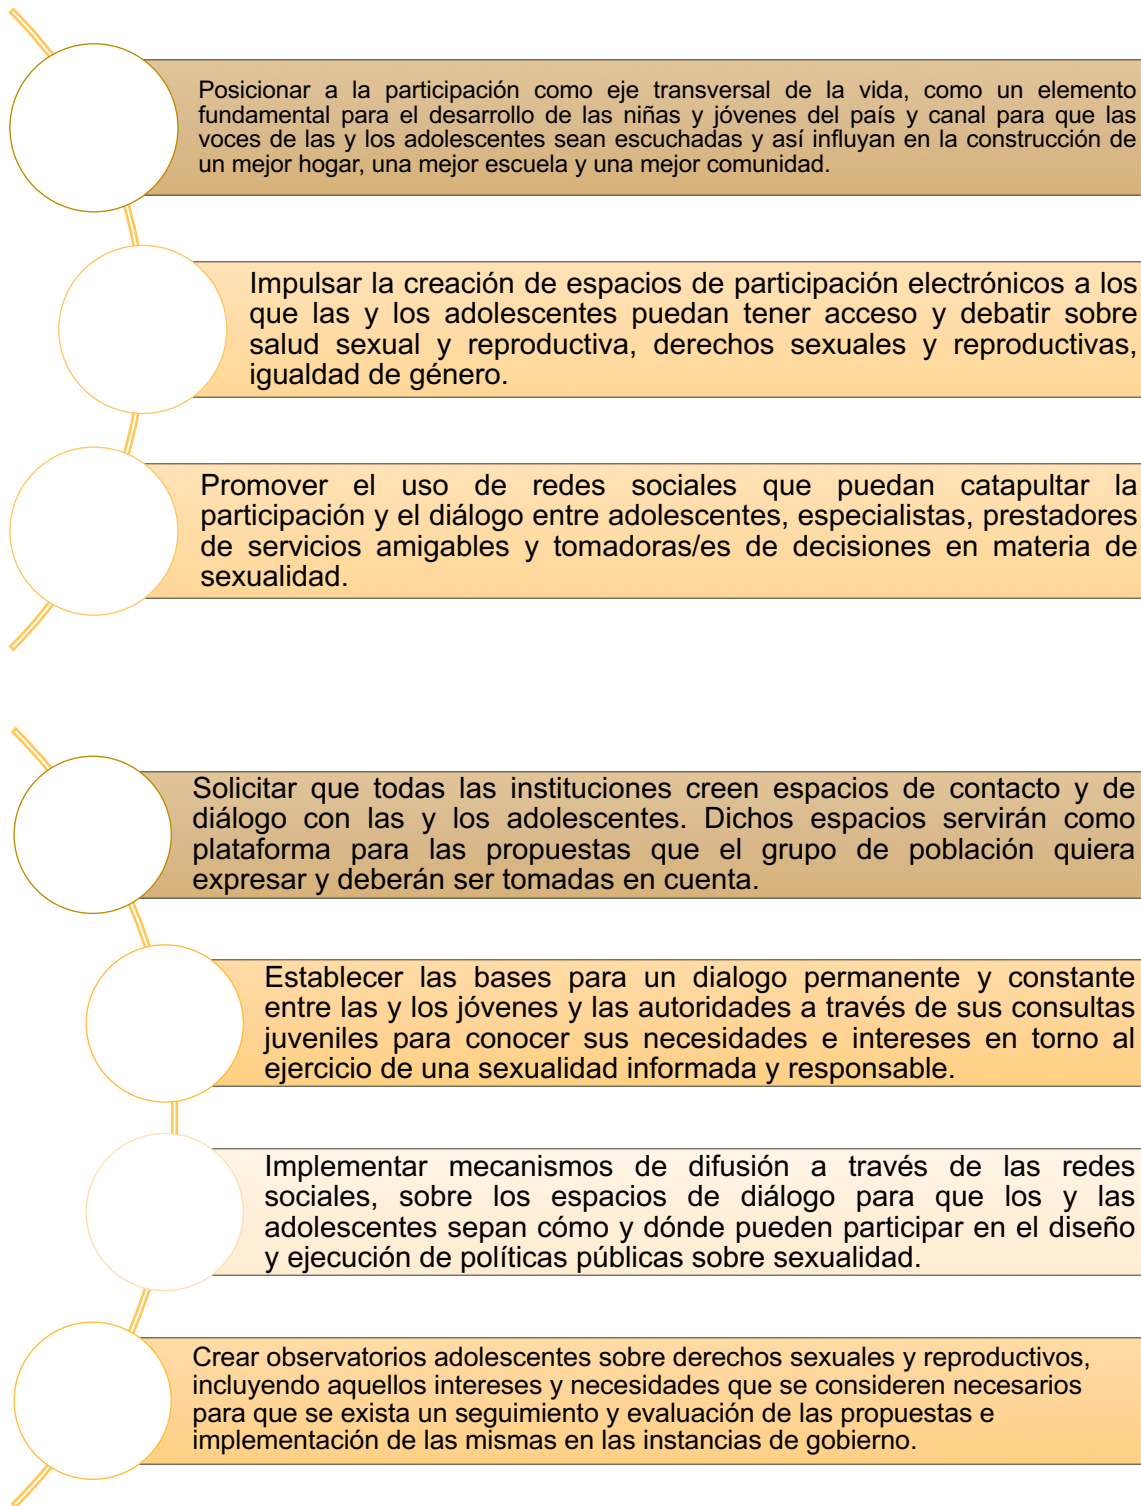 Posicionar a la participación como eje transversal de la vida, como un elemento
fundamental para el desarrollo de las niñas y jóvenes del país y canal para que las
voces de las y los adolescentes sean escuchadas y así influyan en la construcción de
un mejor hogar, una mejor escuela y una mejor comunidad.
Impulsar la creación de espacios de participación electrónicos a los
que las y los adolescentes puedan tener acceso y debatir sobre
salud sexual y reproductiva, derechos sexuales y reproductivas,
igualdad de género.
Promover el uso de redes sociales que puedan catapultar la
participación y el diálogo entre adolescentes, especialistas, prestadores
de servicios amigables y tomadoras/es de decisiones en materia de
sexualidad.
Solicitar que todas las instituciones creen espacios de contacto y de
diálogo con las y los adolescentes. Dichos espacios servirán como
plataforma para las propuestas que el grupo de población quiera
expresar y deberán ser tomadas en cuenta.
Establecer las bases para un dialogo permanente y constante
entre las y los jóvenes y las autoridades a través de sus consultas
juveniles para conocer sus necesidades e intereses en torno al
ejercicio de una sexualidad informada y responsable.
Implementar mecanismos de difusión a través de las redes
sociales, sobre los espacios de diálogo para que los y las
adolescentes sepan cómo y dónde pueden participar en el diseño
y ejecución de políticas públicas sobre sexualidad.
Crear observatorios adolescentes sobre derechos sexuales y reproductivos,
incluyendo aquellos intereses y necesidades que se consideren necesarios
para que se exista un seguimiento y evaluación de las propuestas e
implementación de las mismas en las instancias de gobierno.